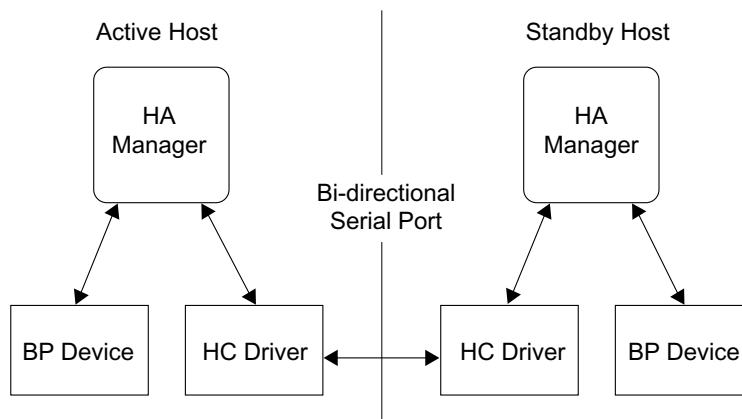 Active Host
Standby Host
HA
Manager
HA
Manager
Bi-directional
Serial Port
BP Device
HC Driver
HC Driver
BP Device